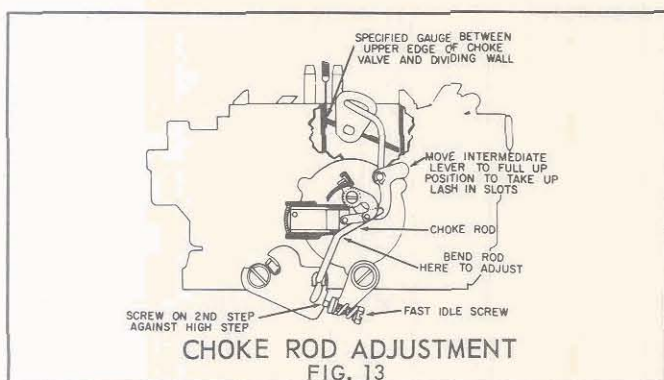 SPECIFIED GAUGE BETWEEN
UPPER EDGE OF CHOKE
VALVE AND DIVIDING WALL
MOVE INTERMEDIATE
LEVER TO FULL UP
POSITION TO TAKE UP
LASH IN SLOTS
CHOKE ROD
BEND ROD
HERE TO ADJUST
SCREW ON 2ND STEP
AGAINST HIGH STEP
FAST IDLE SCREW
CHOKE ROD ADJUSTMENT
FIG. 13